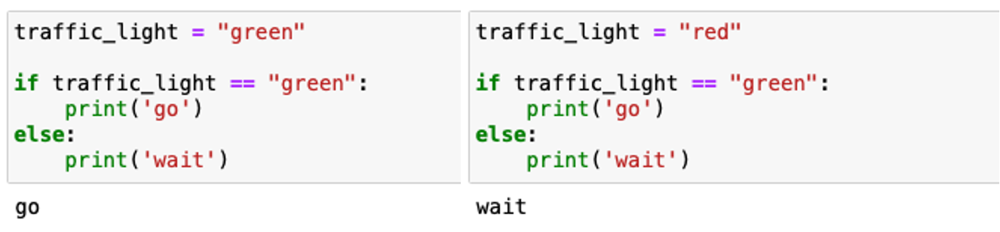 traffic_light = "green"

if traffic_light == "green":
    print('go')
else:
    print('wait')

go

traffic_light = "red"

if traffic_light == "green":
    print('go')
else:
    print('wait')

wait